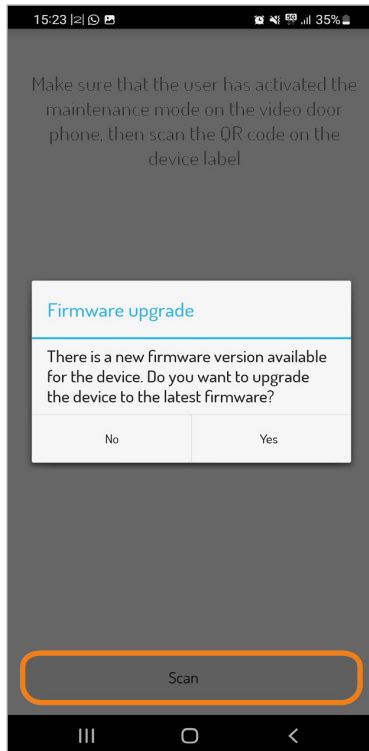 15:23 |2| 5G 35%
Make sure that the user has activated the
maintenance mode on the video door
phone, then scan the QR code on the
device label
Firmware upgrade
There is a new firmware version available
for the device. Do you want to upgrade
the device to the latest firmware?
No Yes
Scan